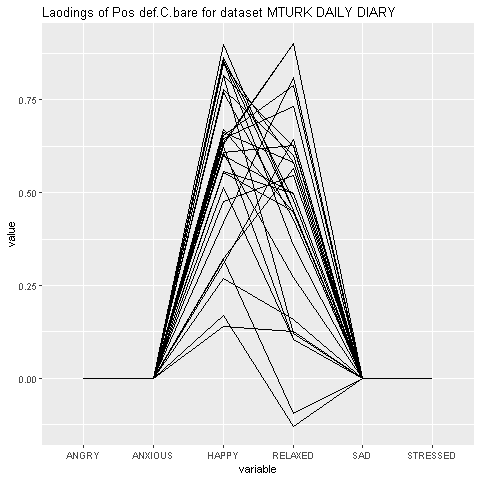 Laodings of Pos def.C.bare for dataset MTURK DAILY DIARY
0.75
0.50
0.25
0.00
value
ANGRY ANXIOUS HAPPY RELAXED SAD STRESSED
variable